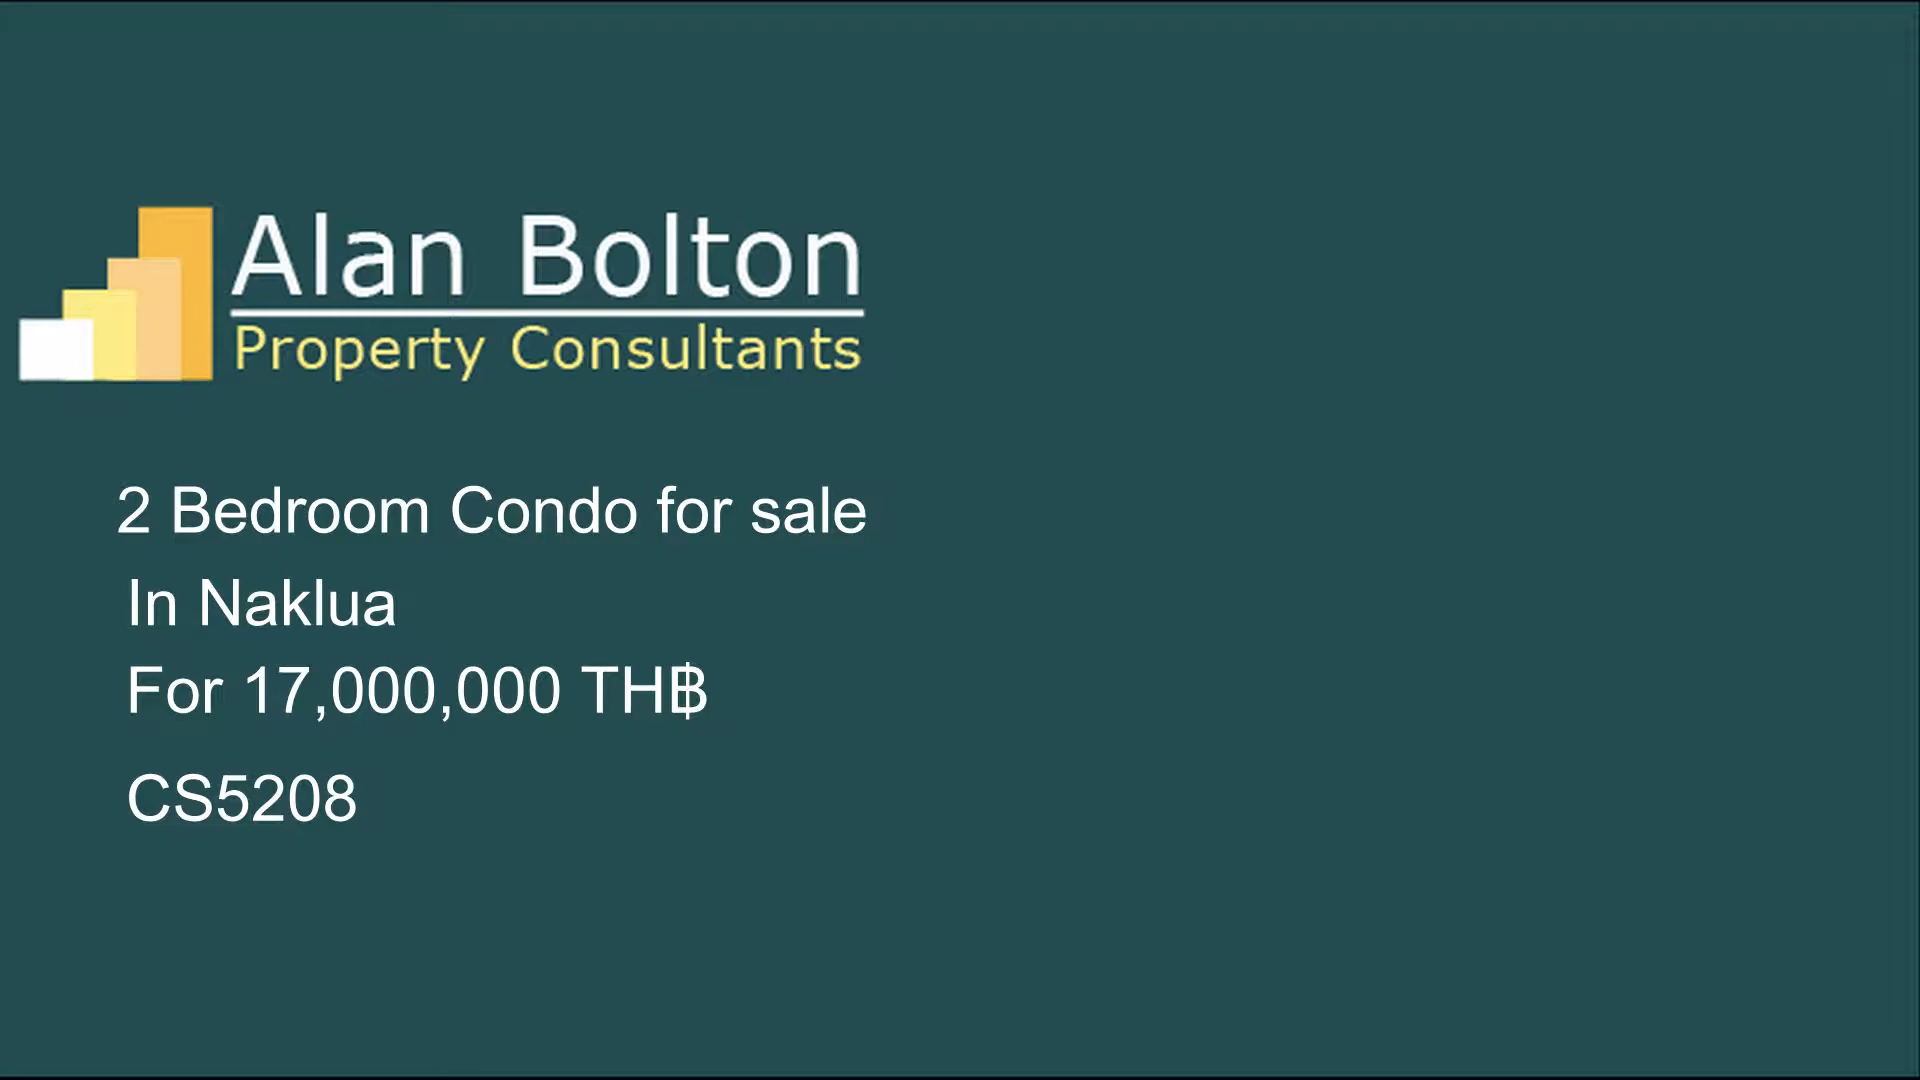 Alan Bolton
Property Consultants
2 Bedroom Condo for sale
In Naklua
For 17,000,000 TH฿
CS5208